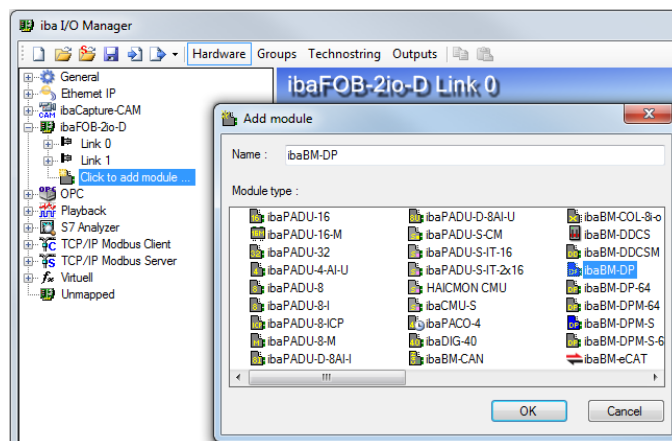 iba I/O Manager
Hardware Groups Technostring Outputs
General
Ethernet IP
ibaCapture-CAM
ibaFOB-2io-D
Link 0
Link 1
Click to add module ...
OPC
Playback
S7 Analyzer
TCP/IP Modbus Client
TCP/IP Modbus Server
Virtuell
Unmapped
ibaFOB-2io-D Link 0
Add module
Name : ibaBM-DP
Module type :
ibaPADU-16
ibaPADU-16-M
ibaPADU-32
ibaPADU-4-AI-U
ibaPADU-8
ibaPADU-8-I
ibaPADU-8-ICP
ibaPADU-8-M
ibaPADU-D-8AI-I
ibaPADU-D-8AI-U
ibaPADU-S-CM
ibaPADU-S-IT-16
ibaPADU-S-IT-2x16
HAICMON CMU
ibaCMU-S
ibaPACO-4
ibaDIG-40
ibaBM-CAN
ibaBM-COL-8i-o
ibaBM-DDCS
ibaBM-DDCSM
ibaBM-DP
ibaBM-DP-64
ibaBM-DPM-64
ibaBM-DPM-S
ibaBM-DPM-S-6
ibaBM-eCAT
OK Cancel